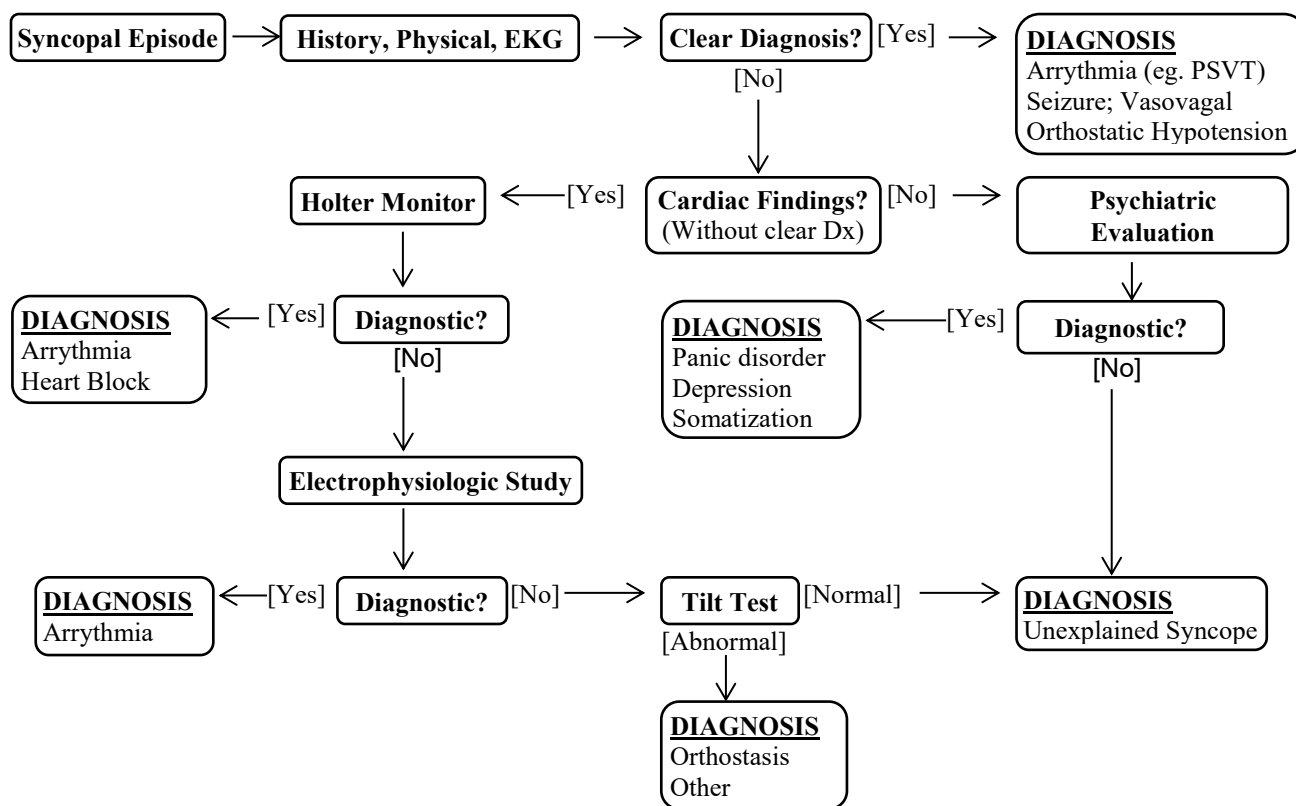 Syncopal Episode
History, Physical, EKG
Clear Diagnosis?
[Yes]
DIAGNOSIS
Arrythmia (eg. PSVT)
Seizure; Vasovagal
Orthostatic Hypotension
[No]
Holter Monitor
[Yes]
Cardiac Findings?
(Without clear Dx)
[No]
Psychiatric
Evaluation
DIAGNOSIS
Arrythmia
Heart Block
[Yes]
Diagnostic?
[No]
DIAGNOSIS
Panic disorder
Depression
Somatization
[Yes]
Diagnostic?
[No]
Electrophysiologic Study
DIAGNOSIS
Arrythmia
[Yes]
Diagnostic?
[No]
Tilt Test
[Normal]
[Abnormal]
DIAGNOSIS
Unexplained Syncope
DIAGNOSIS
Orthostasis
Other